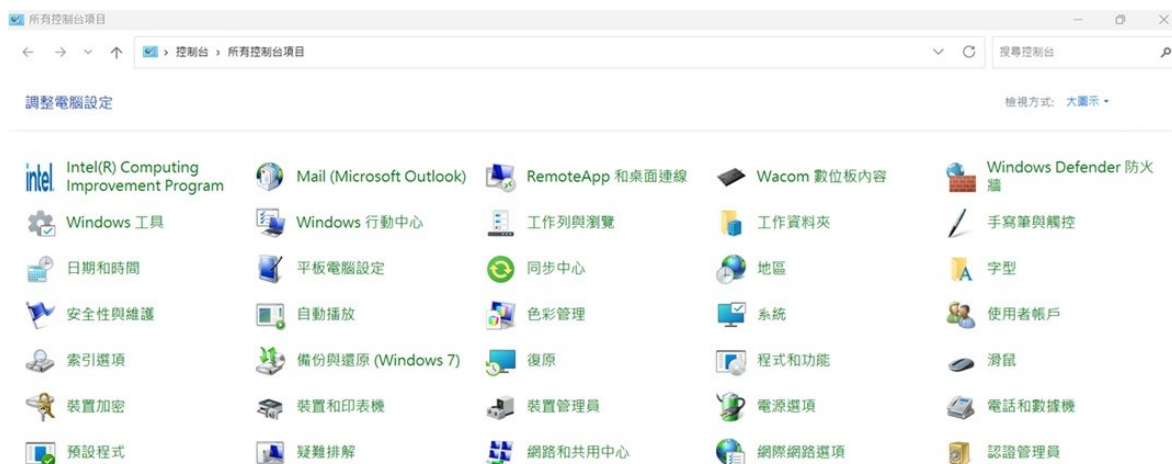 所有控制台項目
控制台 › 所有控制台項目
搜尋控制台
調整電腦設定
檢視方式: 大圖示
intel Intel(R) Computing
Improvement Program
Mail (Microsoft Outlook)
RemoteApp 和桌面連線
Wacom 數位板內容
Windows Defender 防火
牆
Windows 工具
Windows 行動中心
工作列與瀏覽
工作資料夾
手寫筆與觸控
日期和時間
平板電腦設定
同步中心
地區
A 字型
安全性與維護
自動播放
色彩管理
系統
使用者帳戶
索引選項
備份與還原 (Windows 7)
復原
程式和功能
滑鼠
裝置加密
裝置和印表機
裝置管理員
電源選項
電話和數據機
預設程式
疑難排解
網路和共用中心
網際網路選項
認證管理員